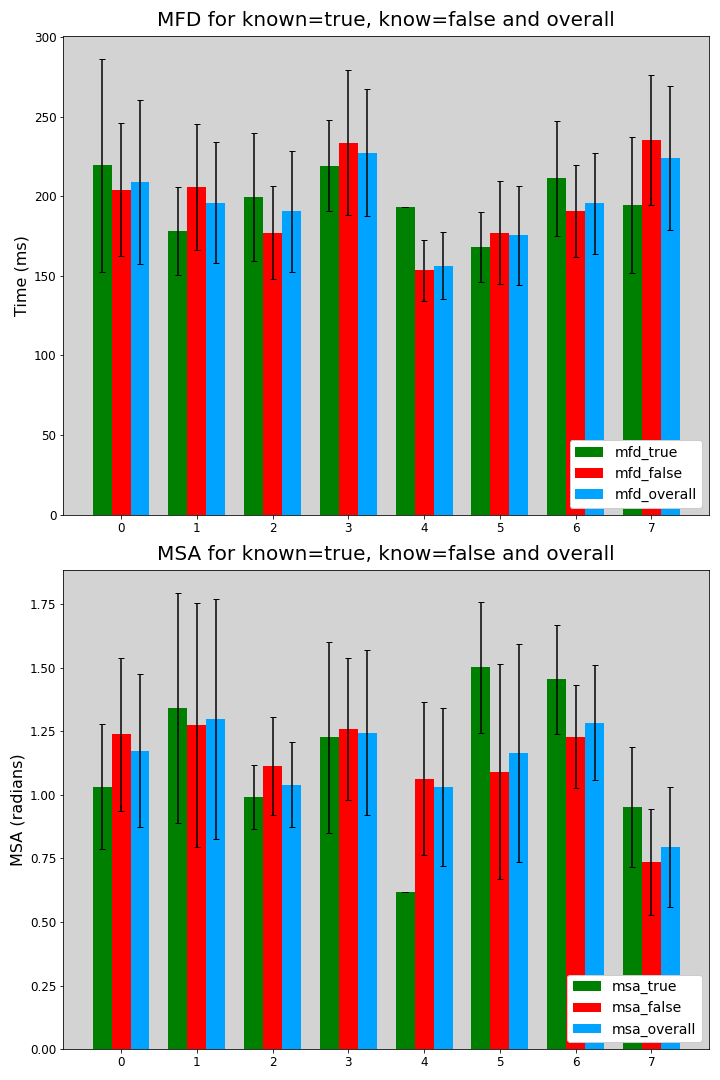 MFD for known=true, know=false and overall
300
250
200
150
100
50
0
Time (ms)
mfd_true
mfd_false
mfd_overall
0 1 2 3 4 5 6 7
MSA for known=true, know=false and overall
1.75
1.50
1.25
1.00
0.75
0.50
0.25
0.00
MSA (radians)
msa_true
msa_false
msa_overall
0 1 2 3 4 5 6 7